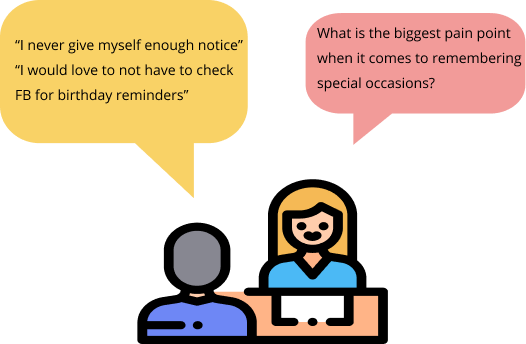 “I never give myself enough notice”
“I would love to not have to check
FB for birthday reminders”
What is the biggest pain point
when it comes to remembering
special occasions?